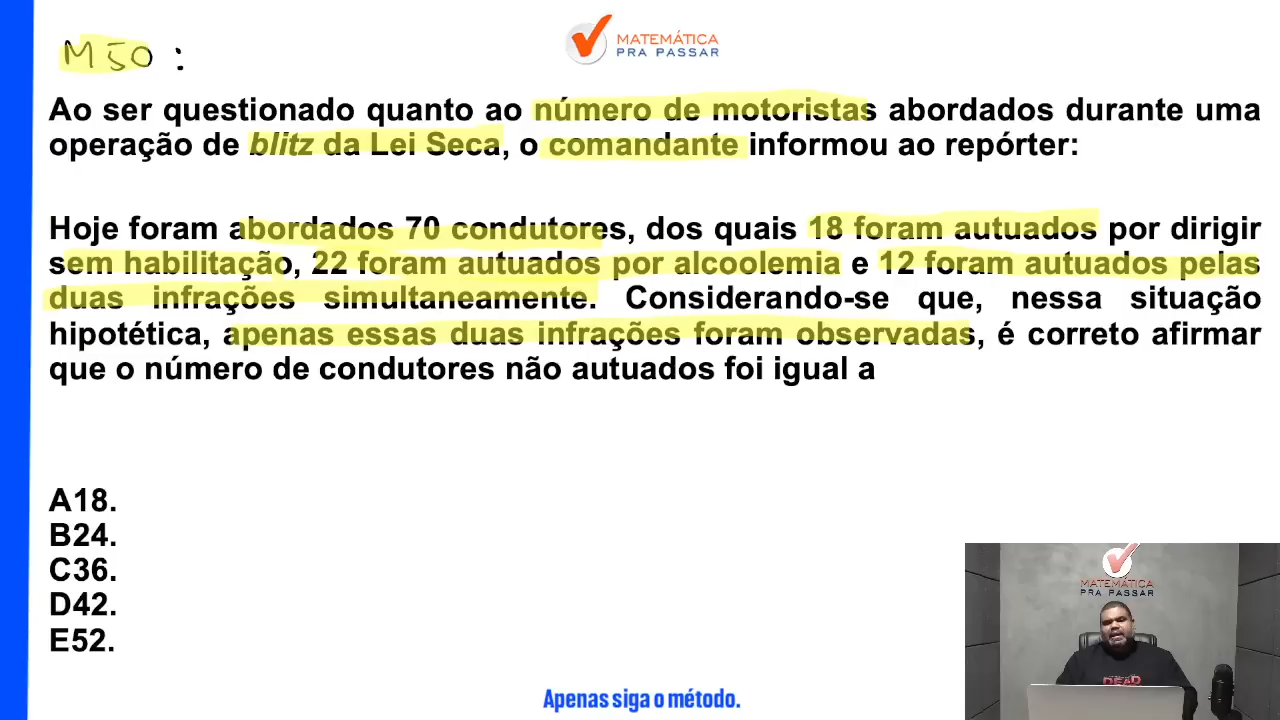 MATEMÁTICA
PRA PASSAR
M50 :
Ao ser questionado quanto ao número de motoristas abordados durante uma
operação de blitz da Lei Seca, o comandante informou ao repórter:
Hoje foram abordados 70 condutores, dos quais 18 foram autuados por dirigir
sem habilitação, 22 foram autuados por alcoolemia e 12 foram autuados pelas
duas infrações simultaneamente. Considerando-se que, nessa situação
hipotética, apenas essas duas infrações foram observadas, é correto afirmar
que o número de condutores não autuados foi igual a
A18.
B24.
C36.
D42.
E52.
MATEMÁTICA
PRA PASSAR
DEAD
Apenas siga o método.